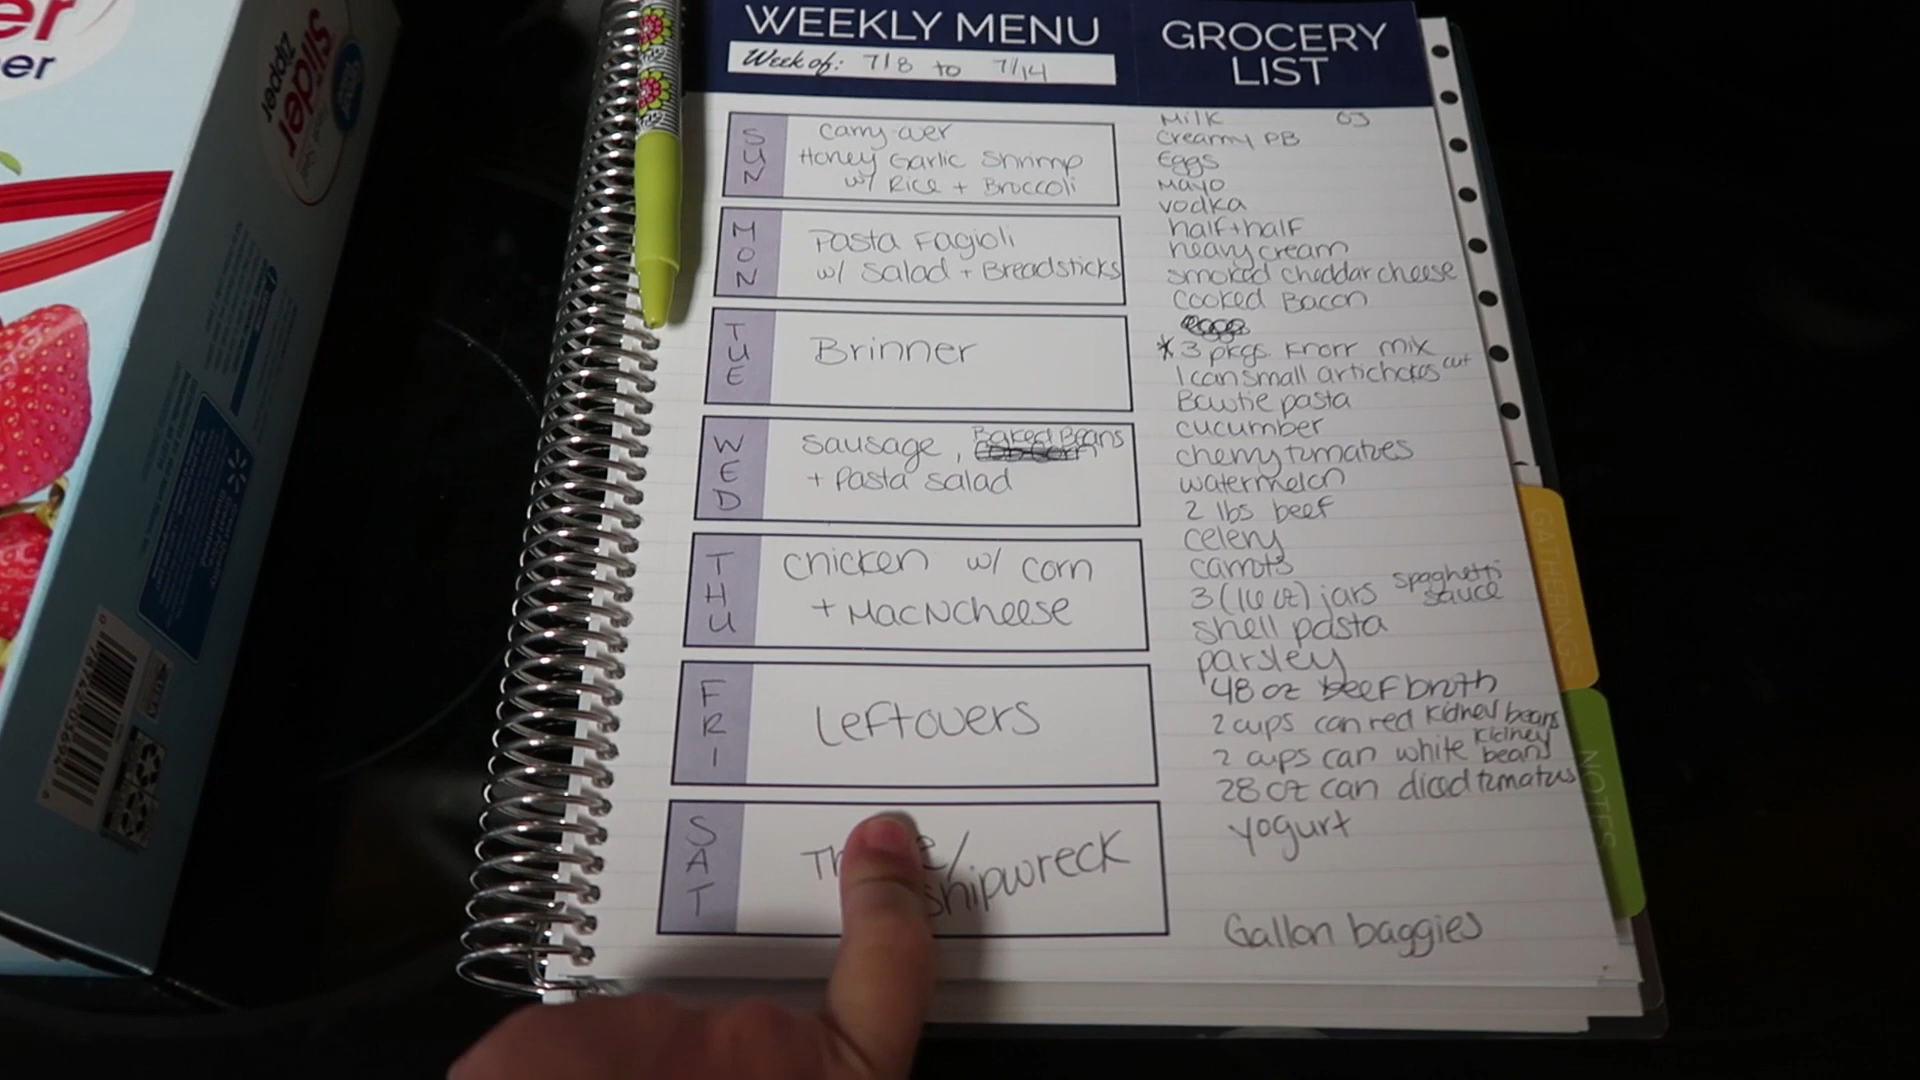 WEEKLY MENU
Week of: 7/8 to 7/14
SUN
Carry over
Honey Garlic Shrimp
w/ Rice + Broccoli
MON
Pasta Fagioli
w/ Salad + Breadsticks
TUE
Brinner
WED
Sausage, Baked Beans
+ Pasta Salad
THU
Chicken w/ corn
+ MacNCheese
FRI
Leftovers
SAT
Shipwreck
GROCERY
LIST
Milk OJ
Creamy PB
Eggs
Mayo
Vodka
half+half
heavy cream
smoked cheddar cheese
Cooked Bacon
* 3 pkgs. Knorr mix
1 can small artichokes cut
Bowtie pasta
cucumber
cherry tomatoes
watermelon
2 lbs beef
celery
carrots
3 (16 oz) jars spaghetti sauce
shell pasta
parsley
48 oz beef broth
2 cups can red kidney beans
2 cups can white kidney beans
28 oz can diced tomatoes
yogurt
Gallon baggies
GATHERINGS
NOTES
slider
zipper
er
er